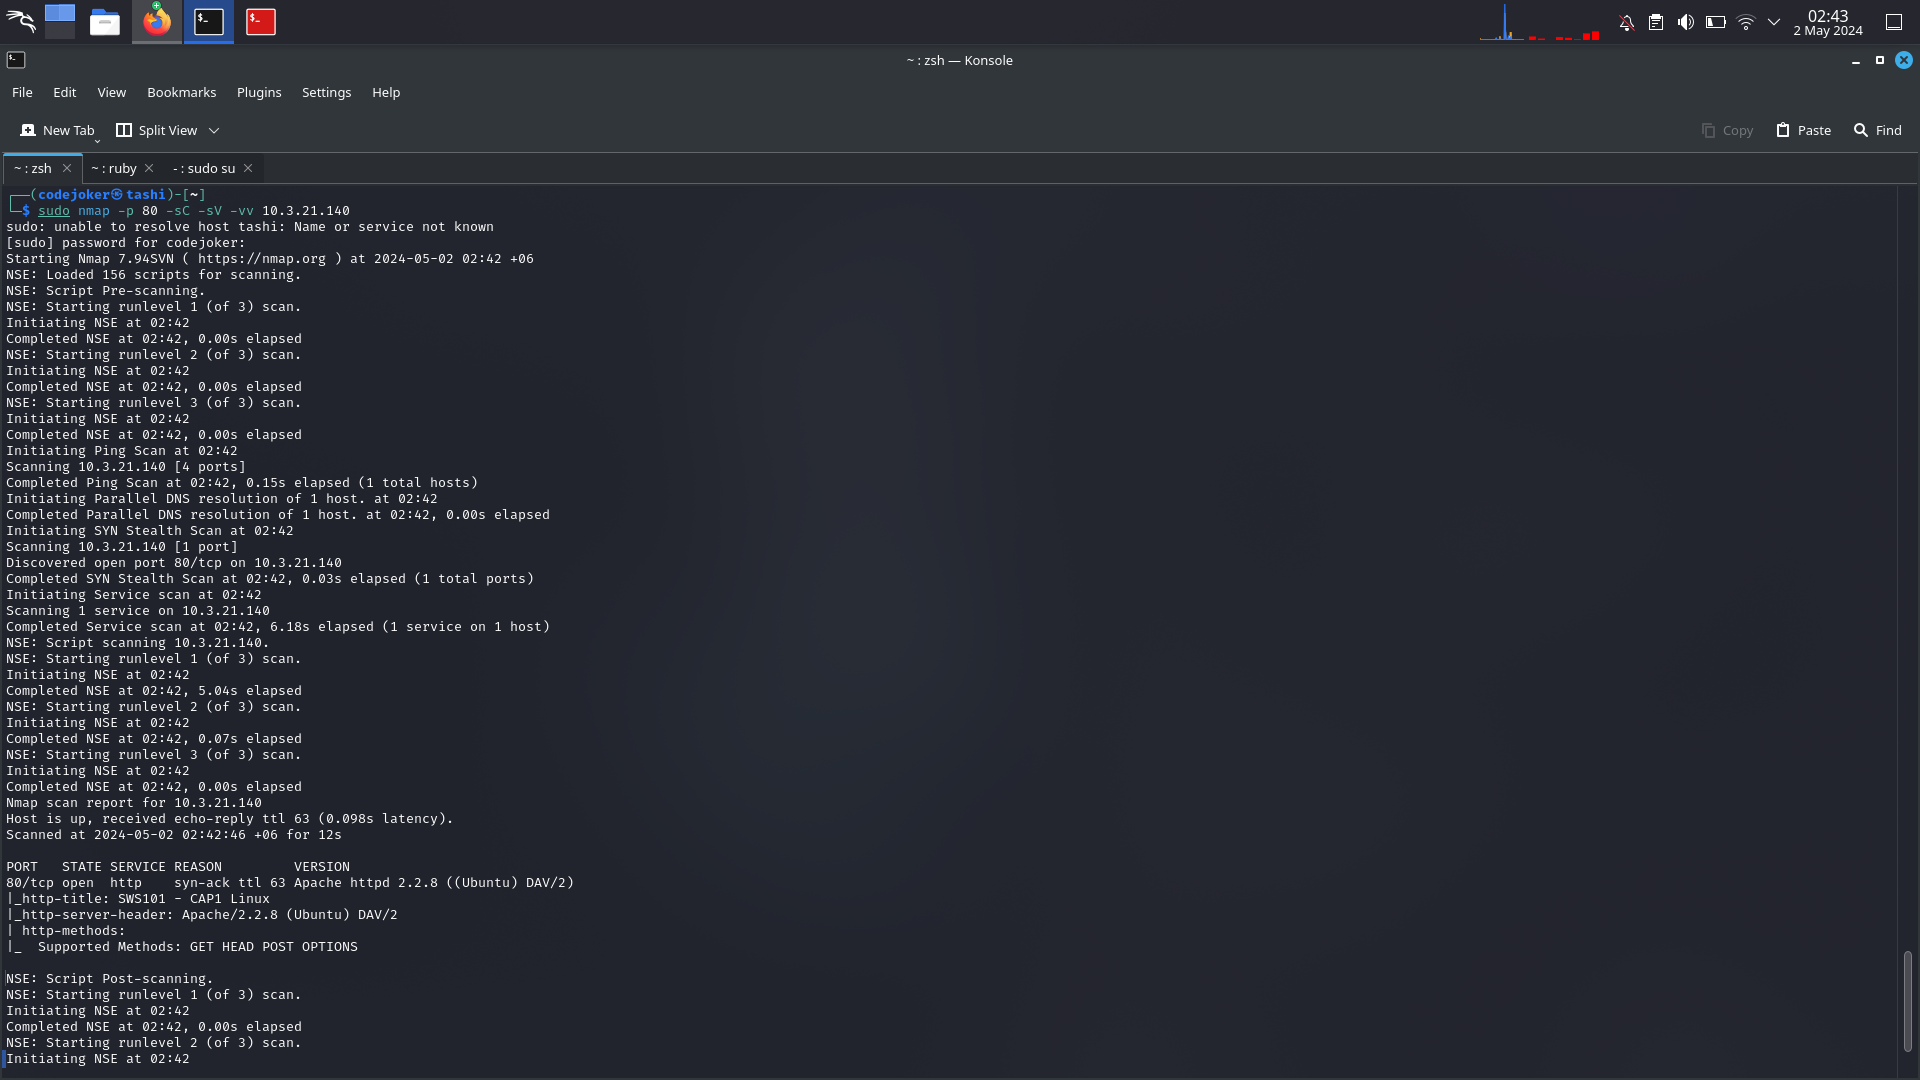 02:43
2 May 2024
~ : zsh — Konsole
File Edit View Bookmarks Plugins Settings Help
New Tab Split View Copy Paste Find
~ : zsh ~ : ruby - : sudo su
┌──(codejoker㉿tashi)-[~]
└─$ sudo nmap -p 80 -sC -sV -vv 10.3.21.140
sudo: unable to resolve host tashi: Name or service not known
[sudo] password for codejoker:
Starting Nmap 7.94SVN ( https://nmap.org ) at 2024-05-02 02:42 +06
NSE: Loaded 156 scripts for scanning.
NSE: Script Pre-scanning.
NSE: Starting runlevel 1 (of 3) scan.
Initiating NSE at 02:42
Completed NSE at 02:42, 0.00s elapsed
NSE: Starting runlevel 2 (of 3) scan.
Initiating NSE at 02:42
Completed NSE at 02:42, 0.00s elapsed
NSE: Starting runlevel 3 (of 3) scan.
Initiating NSE at 02:42
Completed NSE at 02:42, 0.00s elapsed
Initiating Ping Scan at 02:42
Scanning 10.3.21.140 [4 ports]
Completed Ping Scan at 02:42, 0.15s elapsed (1 total hosts)
Initiating Parallel DNS resolution of 1 host. at 02:42
Completed Parallel DNS resolution of 1 host. at 02:42, 0.00s elapsed
Initiating SYN Stealth Scan at 02:42
Scanning 10.3.21.140 [1 port]
Discovered open port 80/tcp on 10.3.21.140
Completed SYN Stealth Scan at 02:42, 0.03s elapsed (1 total ports)
Initiating Service scan at 02:42
Scanning 1 service on 10.3.21.140
Completed Service scan at 02:42, 6.18s elapsed (1 service on 1 host)
NSE: Script scanning 10.3.21.140.
NSE: Starting runlevel 1 (of 3) scan.
Initiating NSE at 02:42
Completed NSE at 02:42, 5.04s elapsed
NSE: Starting runlevel 2 (of 3) scan.
Initiating NSE at 02:42
Completed NSE at 02:42, 0.07s elapsed
NSE: Starting runlevel 3 (of 3) scan.
Initiating NSE at 02:42
Completed NSE at 02:42, 0.00s elapsed
Nmap scan report for 10.3.21.140
Host is up, received echo-reply ttl 63 (0.098s latency).
Scanned at 2024-05-02 02:42:46 +06 for 12s
PORT   STATE SERVICE REASON         VERSION
80/tcp open  http    syn-ack ttl 63 Apache httpd 2.2.8 ((Ubuntu) DAV/2)
|_http-title: SWS101 - CAP1 Linux
|_http-server-header: Apache/2.2.8 (Ubuntu) DAV/2
| http-methods:
|_  Supported Methods: GET HEAD POST OPTIONS
NSE: Script Post-scanning.
NSE: Starting runlevel 1 (of 3) scan.
Initiating NSE at 02:42
Completed NSE at 02:42, 0.00s elapsed
NSE: Starting runlevel 2 (of 3) scan.
Initiating NSE at 02:42